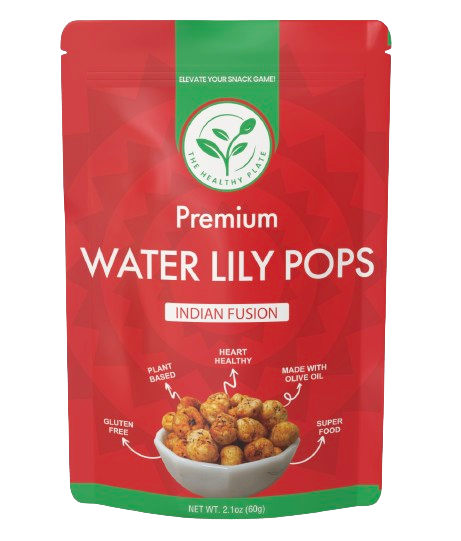 ELEVATE YOUR SNACK GAME!
THE HEALTHY PLATE
Premium
WATER LILY POPS
INDIAN FUSION
HEART
HEALTHY
PLANT
BASED
MADE WITH
OLIVE OIL
GLUTEN
FREE
SUPER
FOOD
NET WT. 2.1oz (60g)